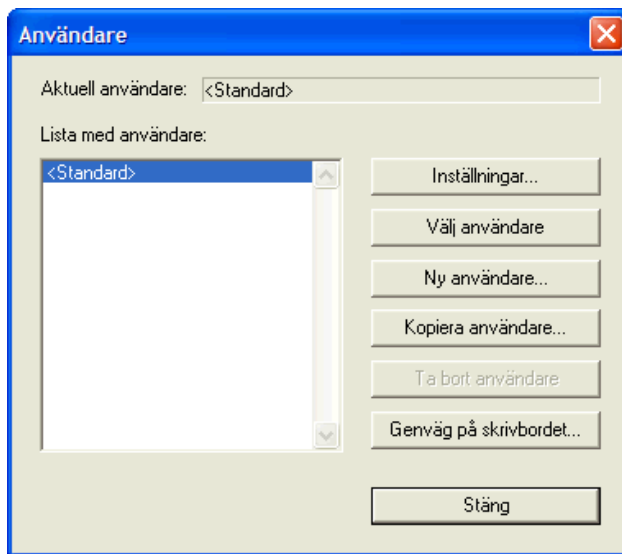 Användare
Aktuell användare: <Standard>
Lista med användare:
<Standard>
Inställningar...
Välj användare
Ny användare...
Kopiera användare...
Ta bort användare
Genväg på skrivbordet...
Stäng